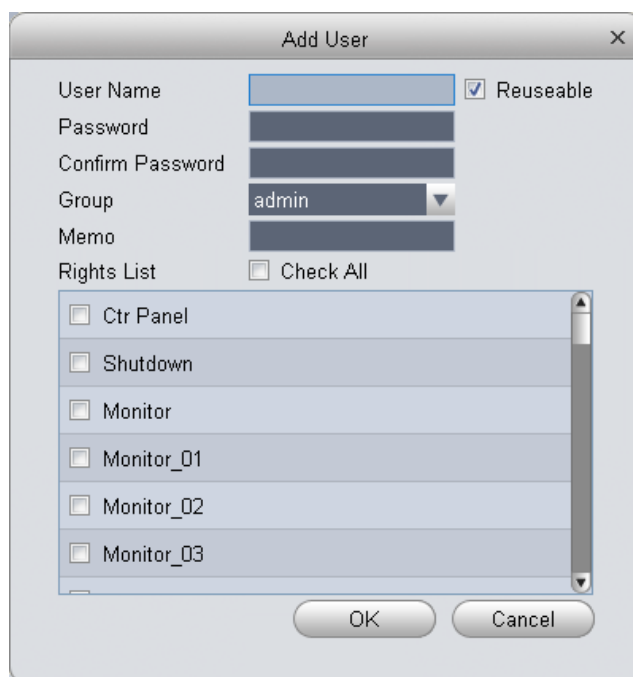 Add User
User Name Reuseable
Password
Confirm Password
Group admin
Memo
Rights List Check All
Ctr Panel
Shutdown
Monitor
Monitor_01
Monitor_02
Monitor_03
OK Cancel